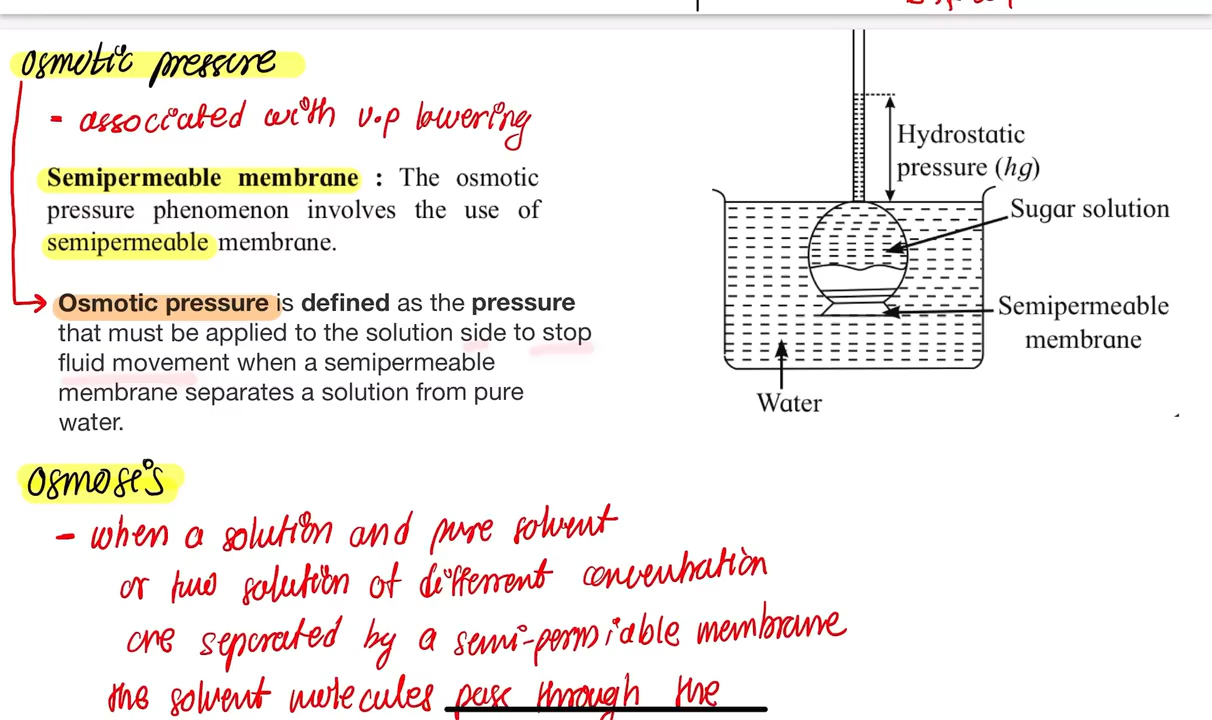 osmotic pressure
- associated with v.p lowering
Semipermeable membrane : The osmotic
pressure phenomenon involves the use of
semipermeable membrane.
Osmotic pressure is defined as the pressure
that must be applied to the solution side to stop
fluid movement when a semipermeable
membrane separates a solution from pure
water.
Hydrostatic
pressure (hg)
Sugar solution
Semipermeable
membrane
Water
osmosis
- when a solution and pure solvent
or two solution of different concentration
are separated by a semi-permiable membrane
the solvent molecules pass through the